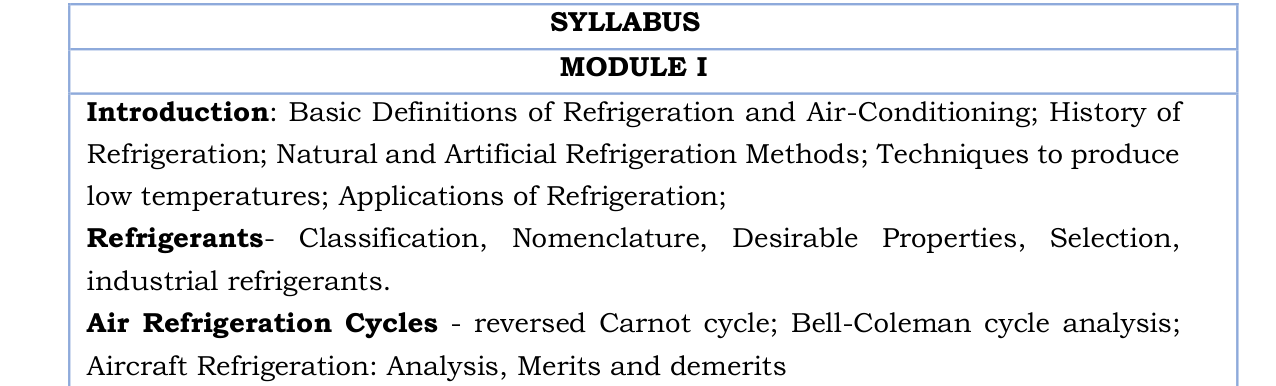 SYLLABUS
MODULE I
Introduction: Basic Definitions of Refrigeration and Air-Conditioning; History of
Refrigeration; Natural and Artificial Refrigeration Methods; Techniques to produce
low temperatures; Applications of Refrigeration;
Refrigerants- Classification, Nomenclature, Desirable Properties, Selection,
industrial refrigerants.
Air Refrigeration Cycles - reversed Carnot cycle; Bell-Coleman cycle analysis;
Aircraft Refrigeration: Analysis, Merits and demerits